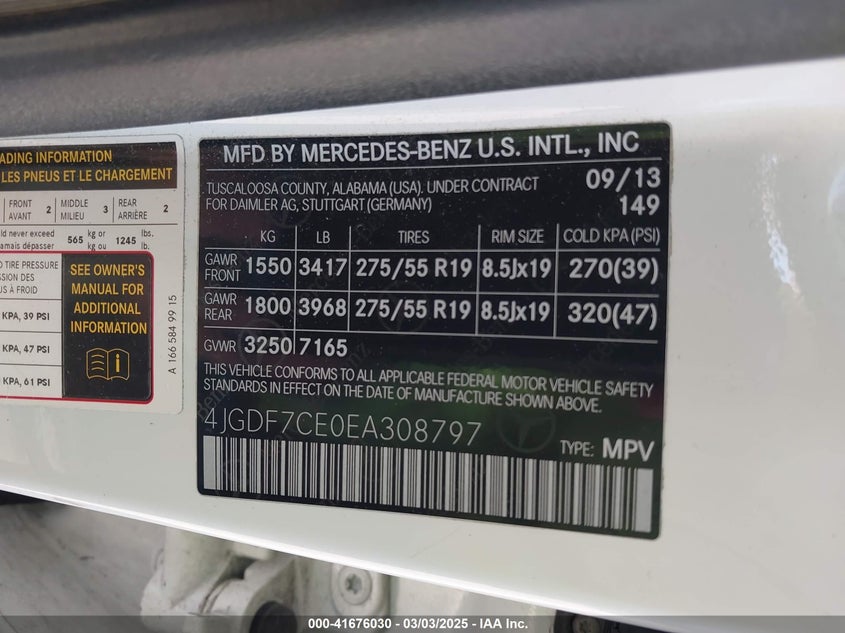 ADING INFORMATION
LES PNEUS ET LE CHARGEMENT
FRONT AVANT 2 MIDDLE MILIEU 3 REAR ARRIÈRE 2
ld never exceed
amais dépasser 565 kg or kg ou 1245 lbs. lb.
TIRE PRESSURE
ESSION DES
S À FROID
KPA, 39 PSI
KPA, 47 PSI
KPA, 61 PSI
SEE OWNER'S
MANUAL FOR
ADDITIONAL
INFORMATION
A 166 584 99 15
MFD BY MERCEDES-BENZ U.S. INTL., INC
TUSCALOOSA COUNTY, ALABAMA (USA). UNDER CONTRACT 09/13
FOR DAIMLER AG, STUTTGART (GERMANY) 149
KG LB TIRES RIM SIZE COLD KPA (PSI)
GAWR FRONT 1550 3417 275/55 R19 8.5Jx19 270(39)
GAWR REAR 1800 3968 275/55 R19 8.5Jx19 320(47)
GVWR 3250 7165
THIS VEHICLE CONFORMS TO ALL APPLICABLE FEDERAL MOTOR VEHICLE SAFETY
STANDARDS IN EFFECT ON THE DATE OF MANUFACTURE SHOWN ABOVE.
4JGDF7CE0EA308797
TYPE: MPV
000-41676030 — 03/03/2025 — IAA Inc.